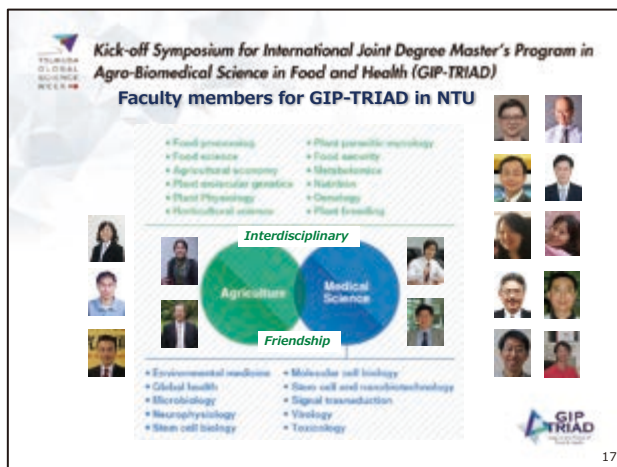 TSUKUBA
GLOBAL
SCIENCE
WEEK
Kick-off Symposium for International Joint Degree Master's Program in
Agro-Biomedical Science in Food and Health (GIP-TRIAD)
Faculty members for GIP-TRIAD in NTU
• Food processing
• Food science
• Agricultural economy
• Plant molecular genetics
• Plant Physiology
• Horticultural science
• Plant parasitic mycology
• Food security
• Metabolomics
• Nutrition
• Oenology
• Plant breeding
Interdisciplinary
Agriculture
Medical
Science
Friendship
• Environmental medicine
• Global health
• Microbiology
• Neurophysiology
• Stem cell biology
• Molecular cell biology
• Stem cell and nanobiotechnology
• Signal transduction
• Virology
• Toxicology
GIP
TRIAD
17